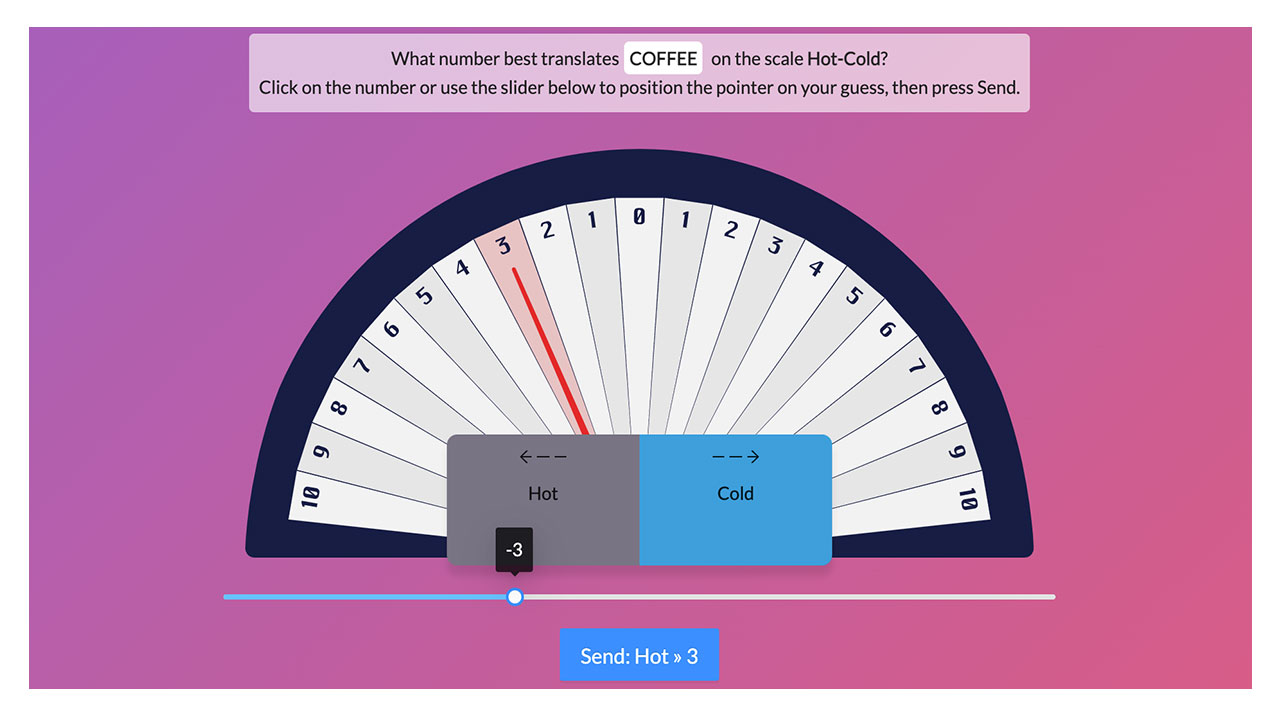 What number best translates COFFEE on the scale Hot-Cold?
Click on the number or use the slider below to position the pointer on your guess, then press Send.
10 9 8 7 6 5 4 3 2 1 0 1 2 3 4 5 6 7 8 9 10
Hot
Cold
-3
Send: Hot » 3